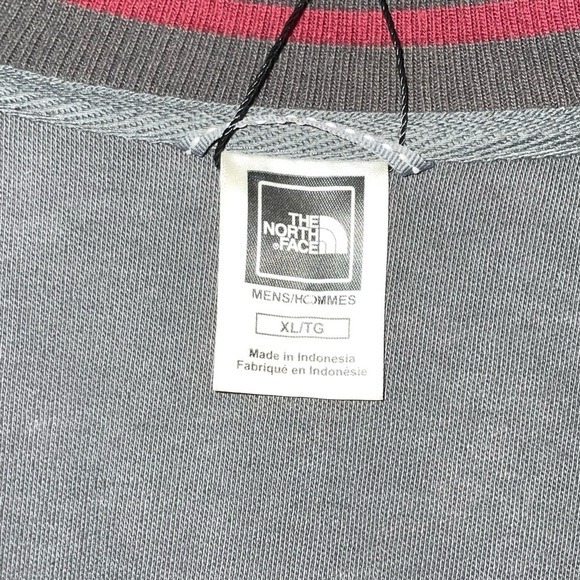 THE
NORTH
FACE
MENS/HOMMES
XL/TG
Made in Indonesia
Fabriqué en Indonésie